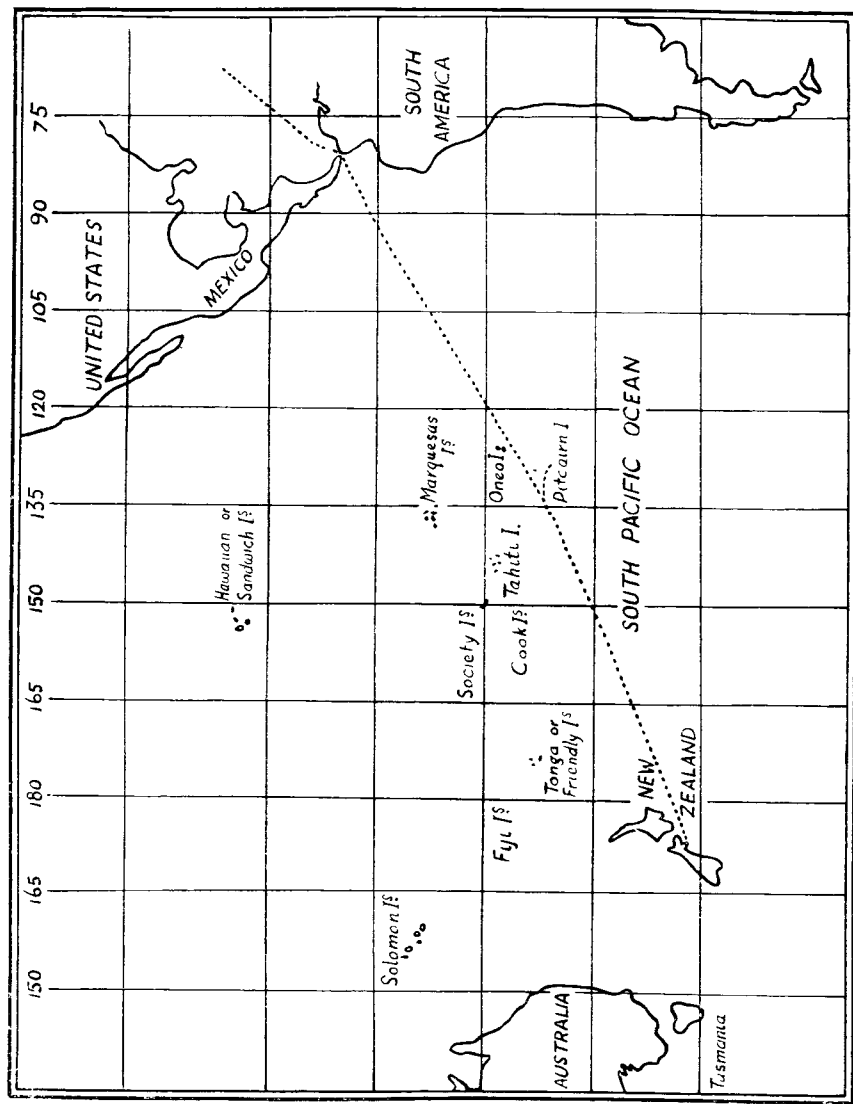 150
165
180
165
150
135
120
105
90
75
UNITED STATES
MEXICO
SOUTH
AMERICA
Hawaiian or
Sandwich Is
Marquesas
Is
Solomon Is
Society Is
Oneo Is
Tahiti I.
Cook Is
Pitcairn I
Fiji Is
Tonga or
Friendly Is
SOUTH PACIFIC OCEAN
NEW
ZEALAND
AUSTRALIA
Tasmania